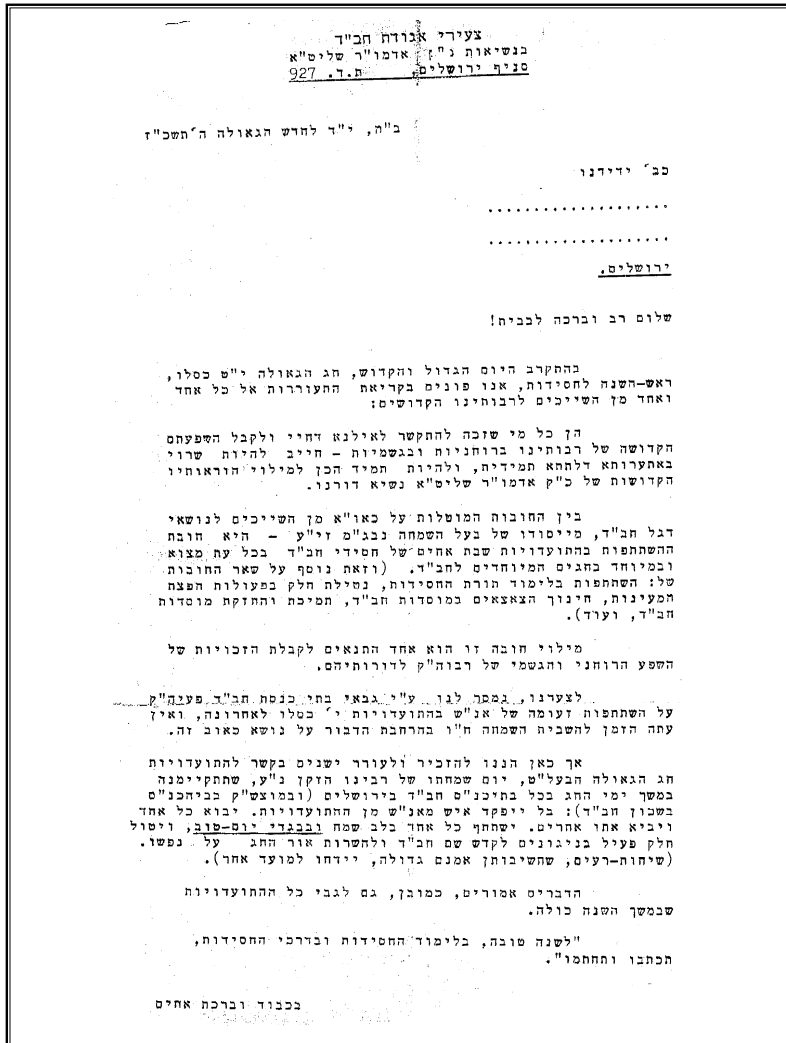 צעירי אגודת חב"ד
בנשיאות כ"ק אדמו"ר שליט"א
סניף ירושלים, ת.ד. 927
ב"ה, י"ד לחדש הגאולה ה'תשכ"ז
כב' ידידנו
....................
....................
ירושלים.
שלום רב וברכה לבבית!
בהתקרב היום הגדול והקדוש, חג הגאולה י"ט כסלו,
ראש-השנה לחסידות, אנו פונים בקריאת התעוררות אל כל אחד
ואחד מן השייכים לרבותינו הקדושים:
הן כל מי שזכה להתקשר לאילנא דחיי ולקבל השפעתם
הקדושה של רבותינו ברוחניות ובגשמיות - חייב להיות שרוי
באתערותא דלתתא תמידית, ולהיות תמיד הכן למילוי הוראותיו
הקדושות של כ"ק אדמו"ר שליט"א נשיא דורנו.
בין החובות המוטלות על כאו"א מן השייכים לנושאי
דגל חב"ד, מייסודו של בעל השמחה נבג"מ זי"ע - היא חובת
ההשתתפות בהתועדויות שבת אחים של חסידי חב"ד בכל עת מצוא
ובמיוחד בחגים המיוחדים לחב"ד. (וזאת נוסף על שאר החובות
של: השתתפות בלימוד תורת החסידות, נטילת חלק בפעולות הפצת
המעינות, חינוך הצאצאים במוסדות חב"ד, תמיכת והחזקת מוסדות
חב"ד, ועוד).
מילוי חובה זו הוא אחד התנאים לקבלת הזכויות של
השפע הרוחני והגשמי של רבוה"ק לדורותיהם.
לצערנו, נמסר לנו ע"י גבאי בתי כנסת חב"ד פעיה"ק
על השתתפות זעומה של אנ"ש בהתועדויות י' כסלו לאחרונה, ואין
עתה הזמן להשבית השמחה ח"ו בהרחבת הדבור על נושא כאוב זה.
אך כאן הננו להזכיר ולעורר ישנים בקשר להתועדויות
חג הגאולה הבעל"ט, יום שמחתו של רבינו הזקן נ"ע, שתתקיימנה
במשך ימי החג בכל בתיכנ"ס חב"ד בירושלים (ובמוצש"ק בביהכנ"ס
בשכון חב"ד): בל ייפקד איש מאנ"ש מן ההתועדויות. יבוא כל אחד
ויביא אתו אחרים. ישתתף כל אחד בלב שמח ובבגדי יום-טוב, ויטול
חלק פעיל בניגונים לקדש שם חב"ד ולהשרות אור החג על נפשו.
(שיחות-רעים, שחשיבותן אמנם גדולה, יידחו למועד אחר).
הדברים אמורים, כמובן, גם לגבי כל ההתועדויות
שבמשך השנה כולה.
"לשנה טובה, בלימוד החסידות ובדרכי החסידות,
תכתבו ותחתמו".
בכבוד וברכת אחים